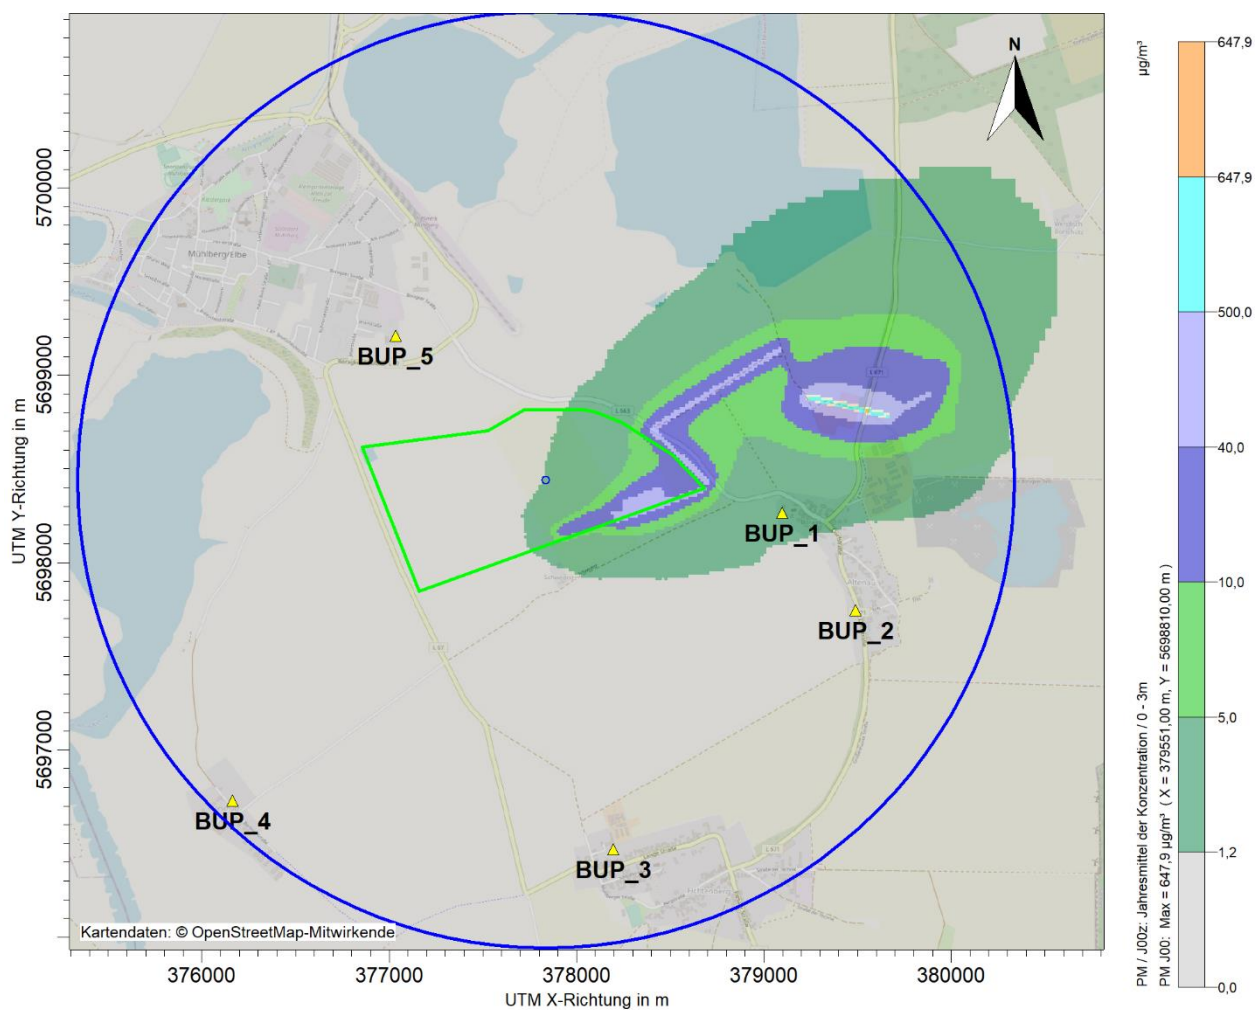 N
µg/m³
647,9
647,9
500,0
40,0
10,0
5,0
1,2
0,0
PM / J00z: Jahresmittel der Konzentration / 0 - 3m
PM J00: Max = 647,9 µg/m³ ( X = 379551,00 m, Y = 5698810,00 m )
5700000
5699000
5698000
5697000
UTM Y-Richtung in m
Mühlberg/Elbe
BUP_5
BUP_1
BUP_2
BUP_4
BUP_3
L 67
L 671
Kartendaten: © OpenStreetMap-Mitwirkende
376000
377000
378000
379000
380000
UTM X-Richtung in m